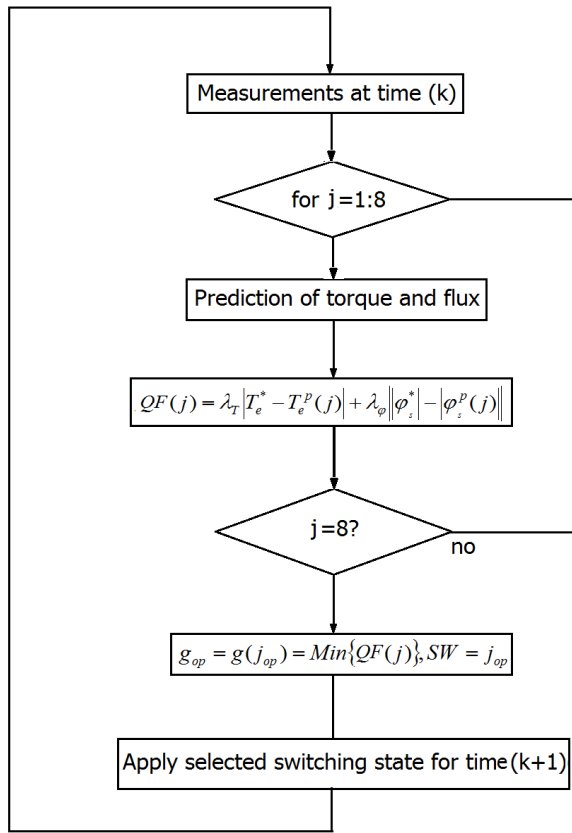 Measurements at time (k)
for j=1:8
Prediction of torque and flux
QF(j) = λ_T |T_e^* − T_e^p(j)| + λ_φ ||φ_s^*| − |φ_s^p(j)||
j=8?
no
g_op = g(j_op) = Min{QF(j)}, SW = j_op
Apply selected switching state for time(k+1)